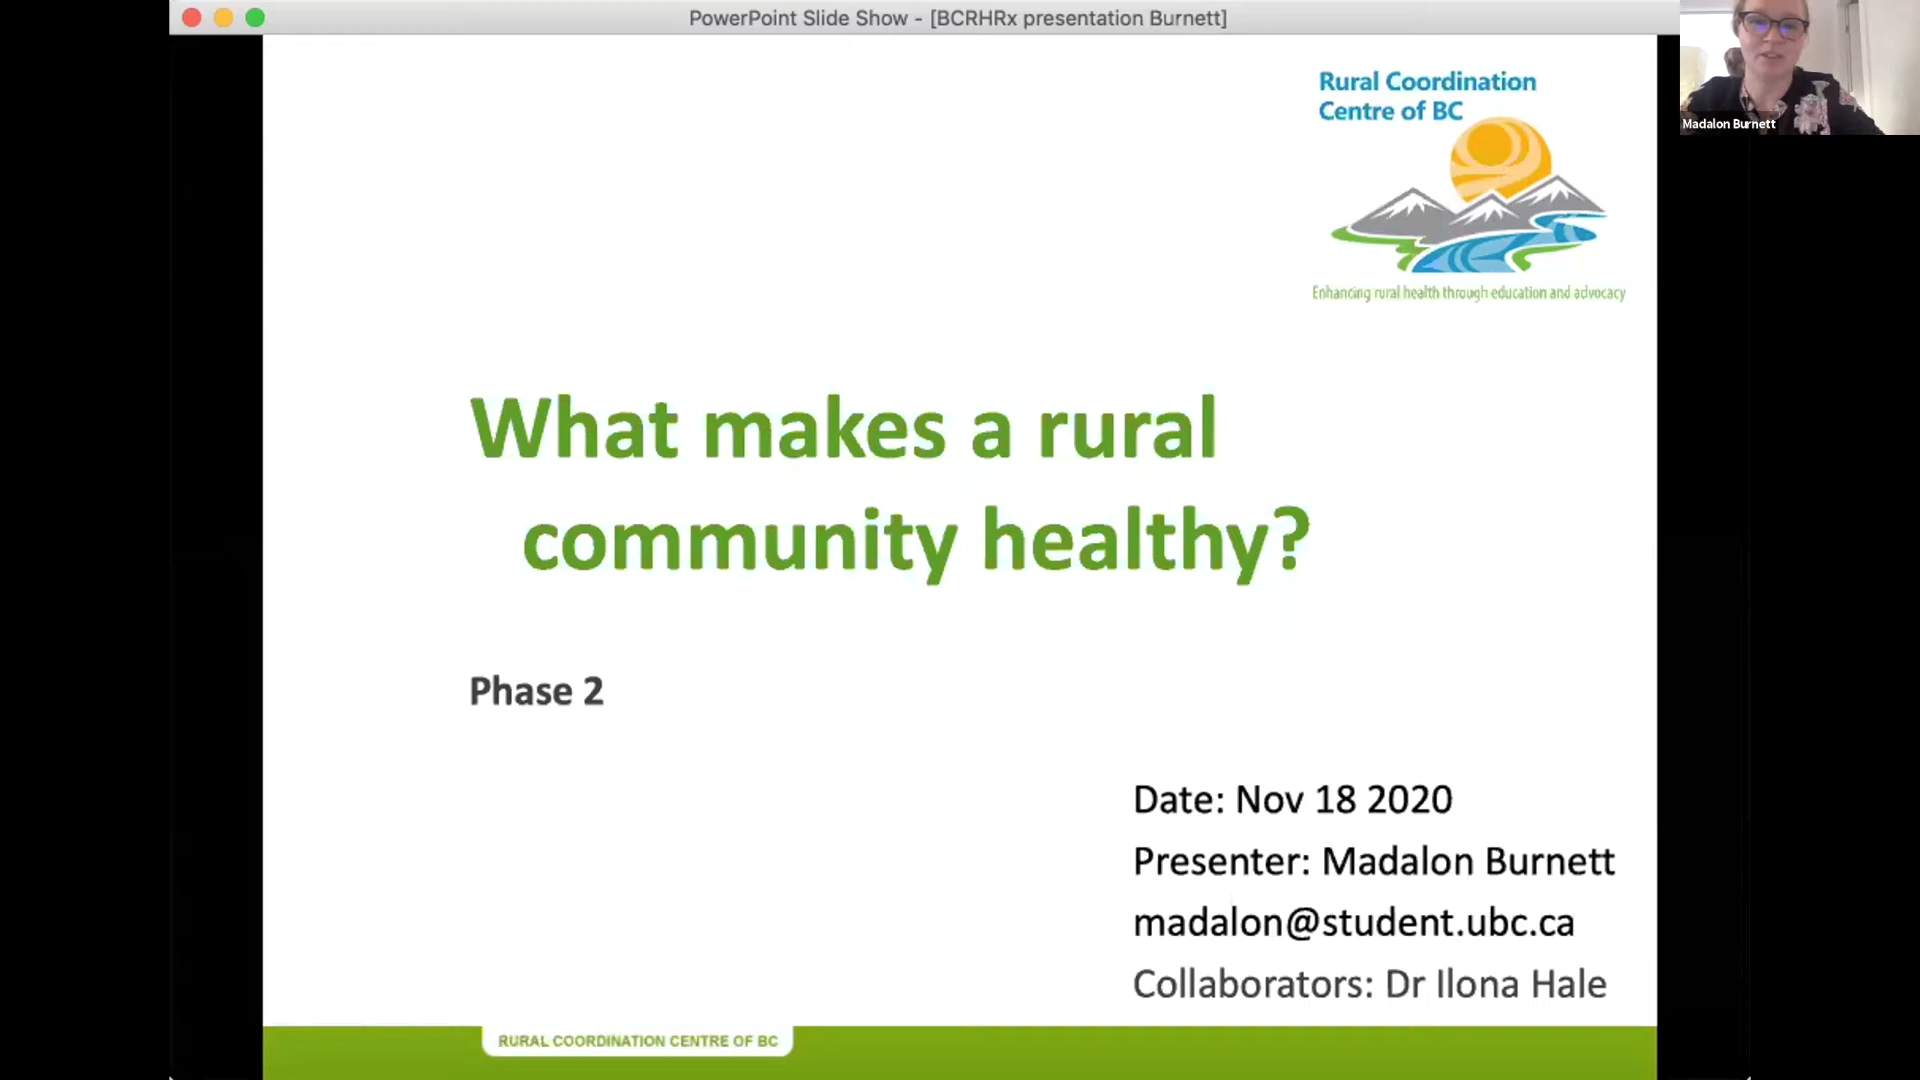 PowerPoint Slide Show - [BCRHRx presentation Burnett]
Madalon Burnett
Rural Coordination
Centre of BC
Enhancing rural health through education and advocacy
What makes a rural
community healthy?
Phase 2
Date: Nov 18 2020
Presenter: Madalon Burnett
madalon@student.ubc.ca
Collaborators: Dr Ilona Hale
RURAL COORDINATION CENTRE OF BC